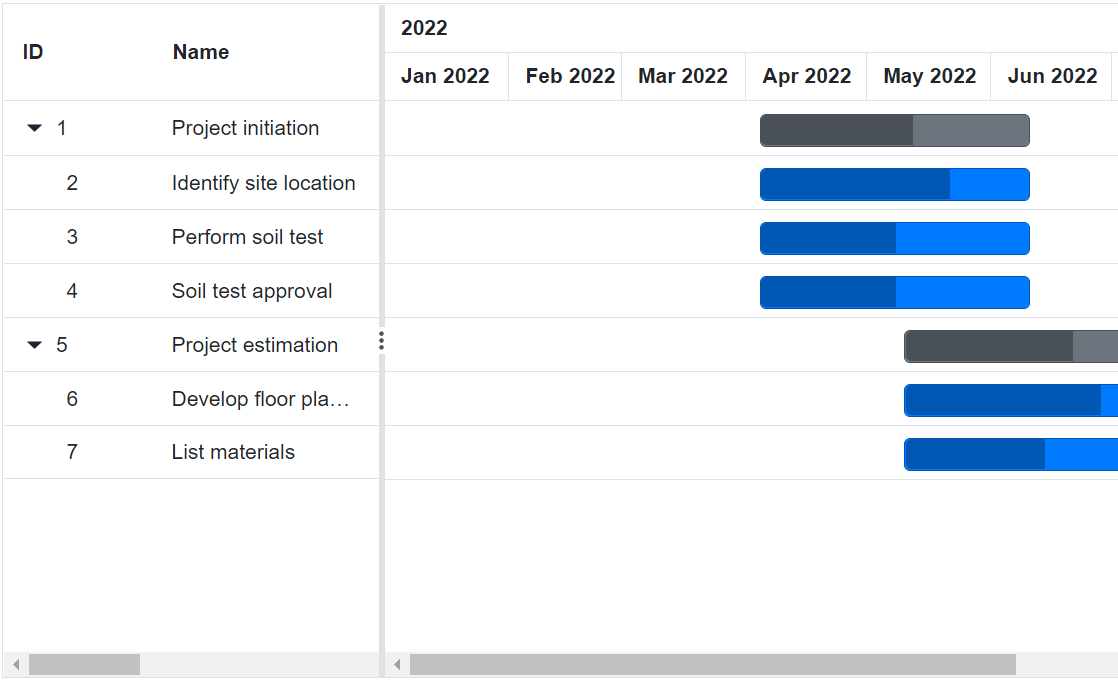 ID Name 2022
Jan 2022 Feb 2022 Mar 2022 Apr 2022 May 2022 Jun 2022
1 Project initiation
2 Identify site location
3 Perform soil test
4 Soil test approval
5 Project estimation
6 Develop floor pla…
7 List materials